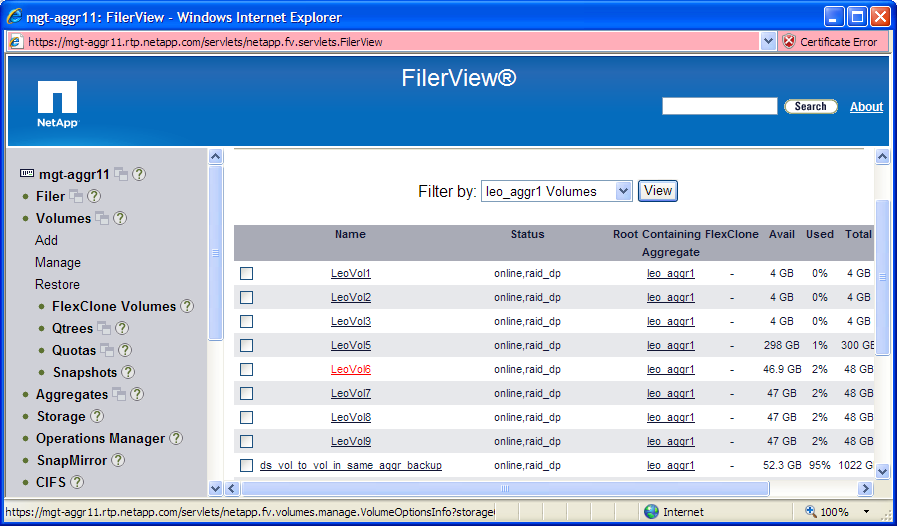 mgt-aggr11: FilerView - Windows Internet Explorer
https://mgt-aggr11.rtp.netapp.com/servlets/netapp.fv.servlets.FilerView Certificate Error
FilerView®
NetApp
Search About
mgt-aggr11
Filer
Volumes
Add
Manage
Restore
FlexClone Volumes
Qtrees
Quotas
Snapshots
Aggregates
Storage
Operations Manager
SnapMirror
CIFS
Filter by: leo_aggr1 Volumes View
Name Status Root Containing FlexClone Avail Used Total
Aggregate
LeoVol1 online,raid_dp leo_aggr1 - 4 GB 0% 4 GB
LeoVol2 online,raid_dp leo_aggr1 - 4 GB 0% 4 GB
LeoVol3 online,raid_dp leo_aggr1 - 4 GB 0% 4 GB
LeoVol5 online,raid_dp leo_aggr1 - 298 GB 1% 300 GB
LeoVol6 online,raid_dp leo_aggr1 - 46.9 GB 2% 48 GB
LeoVol7 online,raid_dp leo_aggr1 - 47 GB 2% 48 GB
LeoVol8 online,raid_dp leo_aggr1 - 47 GB 2% 48 GB
LeoVol9 online,raid_dp leo_aggr1 - 47 GB 2% 48 GB
ds_vol_to_vol_in_same_aggr_backup online,raid_dp leo_aggr1 - 52.3 GB 95% 1022 G
https://mgt-aggr11.rtp.netapp.com/servlets/netapp.fv.volumes.manage.VolumeOptionsInfo?storage Internet 100%